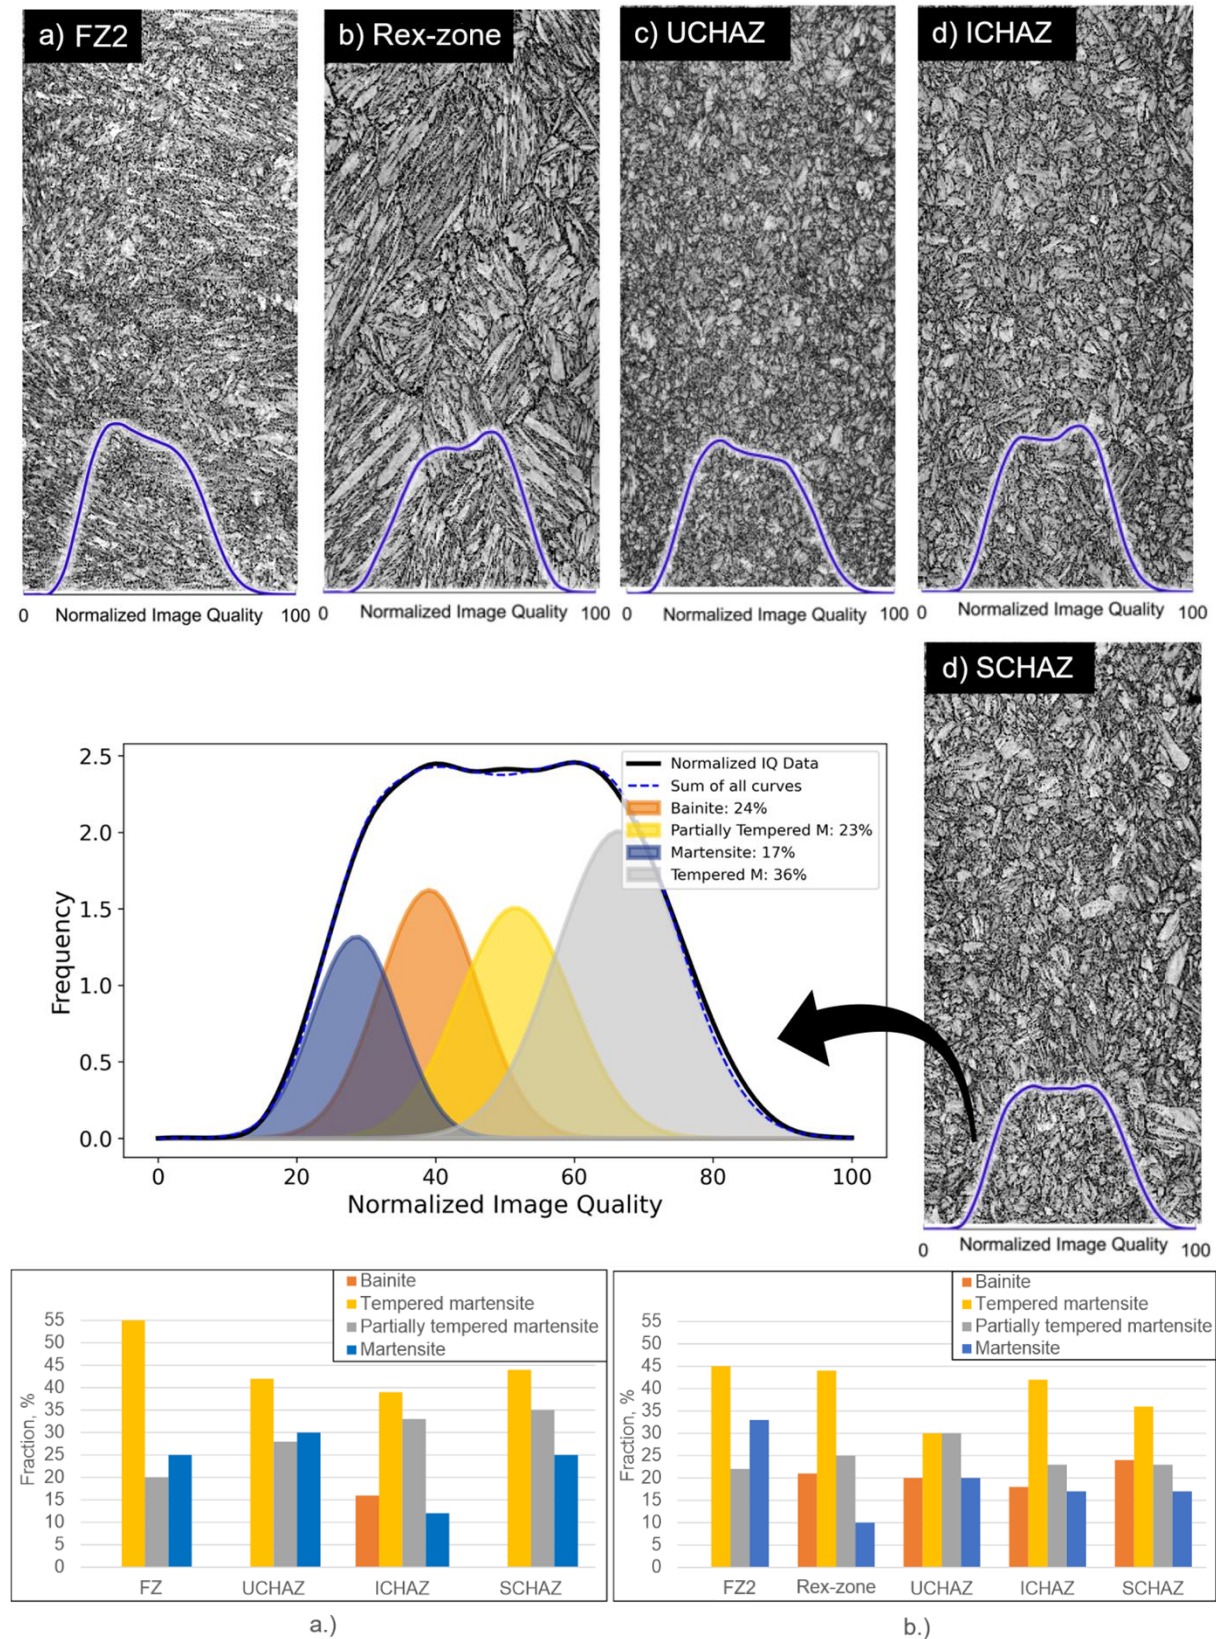 a) FZ2
b) Rex-zone
c) UCHAZ
d) ICHAZ
0 Normalized Image Quality 100
0 Normalized Image Quality 100
0 Normalized Image Quality 100
0 Normalized Image Quality 100
d) SCHAZ
2.5
2.0
1.5
1.0
0.5
0.0
Frequency
Normalized IQ Data
Sum of all curves
Bainite: 24%
Partially Tempered M: 23%
Martensite: 17%
Tempered M: 36%
0 20 40 60 80 100
Normalized Image Quality
0 Normalized Image Quality 100
Bainite
Tempered martensite
Partially tempered martensite
Martensite
55
50
45
40
35
30
25
20
15
10
5
0
Fraction, %
FZ UCHAZ ICHAZ SCHAZ
a.)
Bainite
Tempered martensite
Partially tempered martensite
Martensite
55
50
45
40
35
30
25
20
15
10
5
0
Fraction, %
FZ2 Rex-zone UCHAZ ICHAZ SCHAZ
b.)